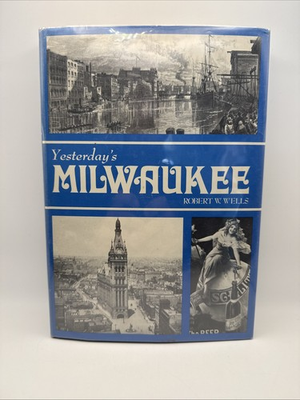 Yesterday's
MILWAUKEE
ROBERT W. WELLS